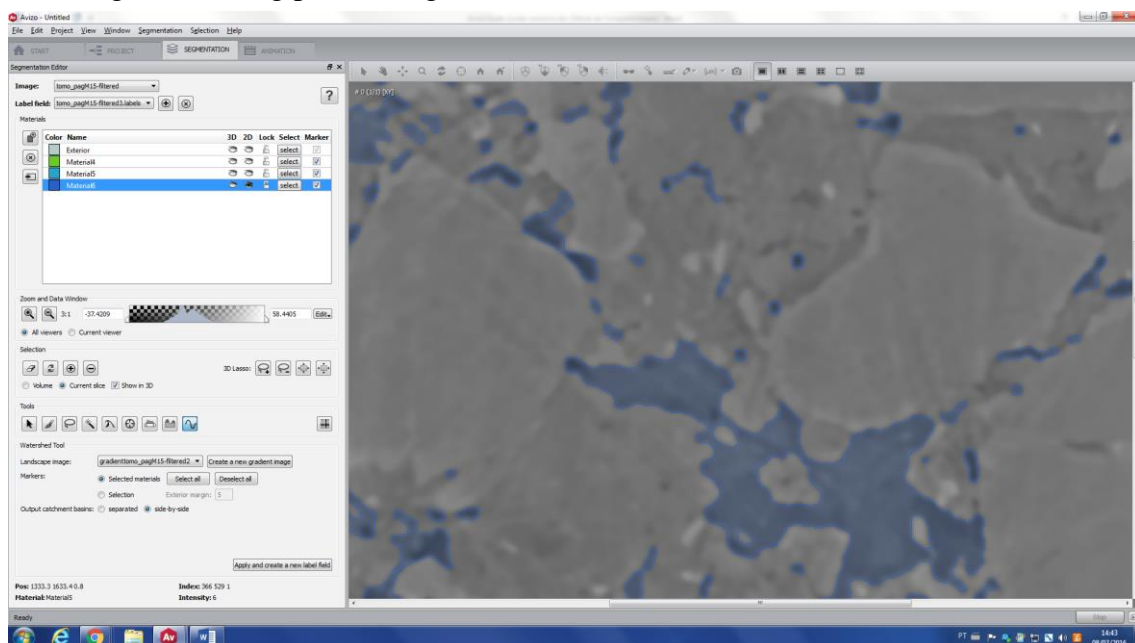 Avizo - Untitled
File Edit Project View Window Segmentation Selection Help
START PROJECT SEGMENTATION ANIMATION
Segmentation Editor
Image: tomo_pagM15-filtered
Label field: tomo_pagM15-filtered3.labels
Materials
Color Name 3D 2D Lock Select Marker
Exterior select
Material4 select
Material5 select
Material6 select
Zoom and Data Window
3:1 -37.4209 58.4405 Edit
All viewers Current viewer
Selection
3D Lasso:
Volume Current slice Show in 3D
Tools
Watershed Tool
Landscape image: gradienttomo_pagM15-filtered2 Create a new gradient image
Markers: Selected materials Select all Deselect all
Selection Exterior margin: 5
Output catchment basins: separated side-by-side
Apply and create a new label field
Pos: 1333.3 1633.4 0.8 Index: 366 529 1
Material: Material5 Intensity: 6
Ready Stop
# 0 (1/1) [XY]
PT 14:43